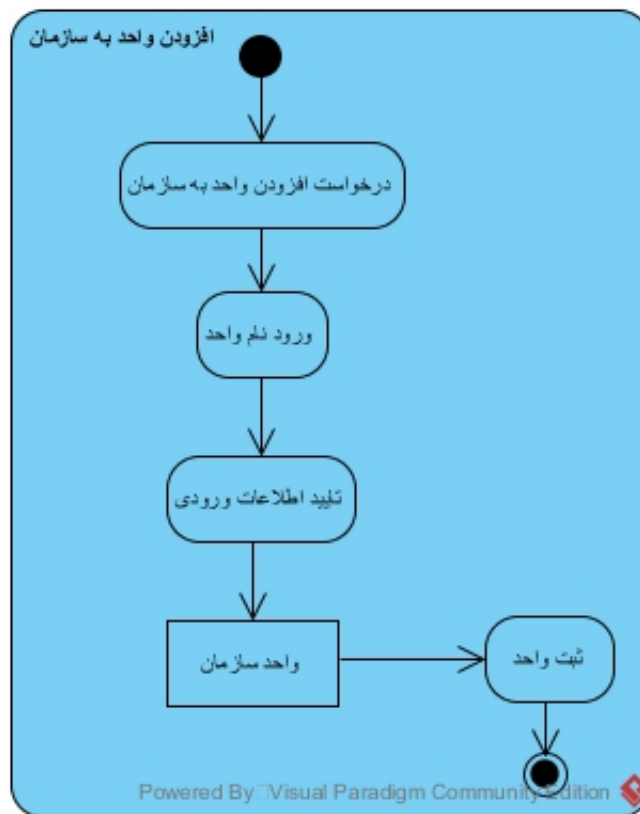 افزودن واحد به سازمان
درخواست افزودن واحد به سازمان
ورود نام واحد
تایید اطلاعات ورودی
واحد سازمان
ثبت واحد
Powered By Visual Paradigm Community Edition